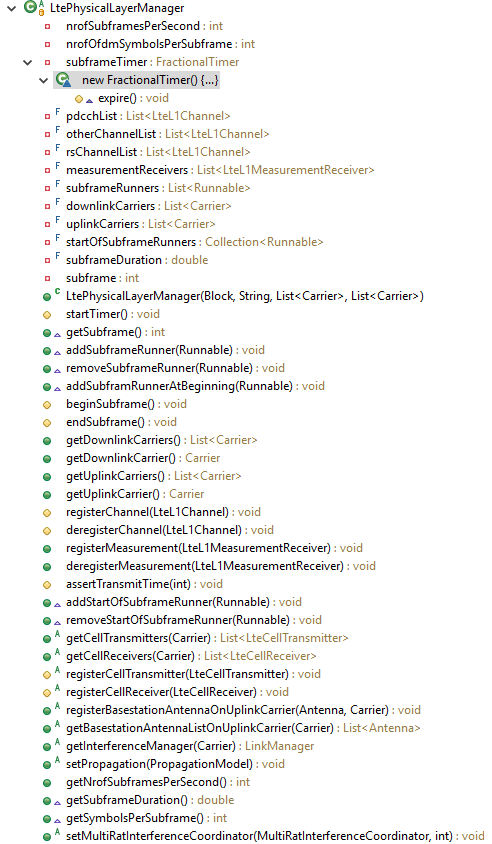 LtePhysicalLayerManager
nrofSubframesPerSecond : int
nrofOfdmSymbolsPerSubframe : int
subframeTimer : FractionalTimer
new FractionalTimer() {...}
expire() : void
pdcchList : List<LteL1Channel>
otherChannelList : List<LteL1Channel>
rsChannelList : List<LteL1Channel>
measurementReceivers : List<LteL1MeasurementReceiver>
subframeRunners : List<Runnable>
downlinkCarriers : List<Carrier>
uplinkCarriers : List<Carrier>
startOfSubframeRunners : Collection<Runnable>
subframeDuration : double
subframe : int
LtePhysicalLayerManager(Block, String, List<Carrier>, List<Carrier>)
startTimer() : void
getSubframe() : int
addSubframeRunner(Runnable) : void
removeSubframeRunner(Runnable) : void
addSubframRunnerAtBeginning(Runnable) : void
beginSubframe() : void
endSubframe() : void
getDownlinkCarriers() : List<Carrier>
getDownlinkCarrier() : Carrier
getUplinkCarriers() : List<Carrier>
getUplinkCarrier() : Carrier
registerChannel(LteL1Channel) : void
deregisterChannel(LteL1Channel) : void
registerMeasurement(LteL1MeasurementReceiver) : void
deregisterMeasurement(LteL1MeasurementReceiver) : void
assertTransmitTime(int) : void
addStartOfSubframeRunner(Runnable) : void
removeStartOfSubframeRunner(Runnable) : void
getCellTransmitters(Carrier) : List<LteCellTransmitter>
getCellReceivers(Carrier) : List<LteCellReceiver>
registerCellTransmitter(LteCellTransmitter) : void
registerCellReceiver(LteCellReceiver) : void
registerBasestationAntennaOnUplinkCarrier(Antenna, Carrier) : void
getBasestationAntennaListOnUplinkCarrier(Carrier) : List<Antenna>
getInterferenceManager(Carrier) : LinkManager
setPropagation(PropagationModel) : void
getNrofSubframesPerSecond() : int
getSubframeDuration() : double
getSymbolsPerSubframe() : int
setMultiRatInterferenceCoordinator(MultiRatInterferenceCoordinator, int) : void